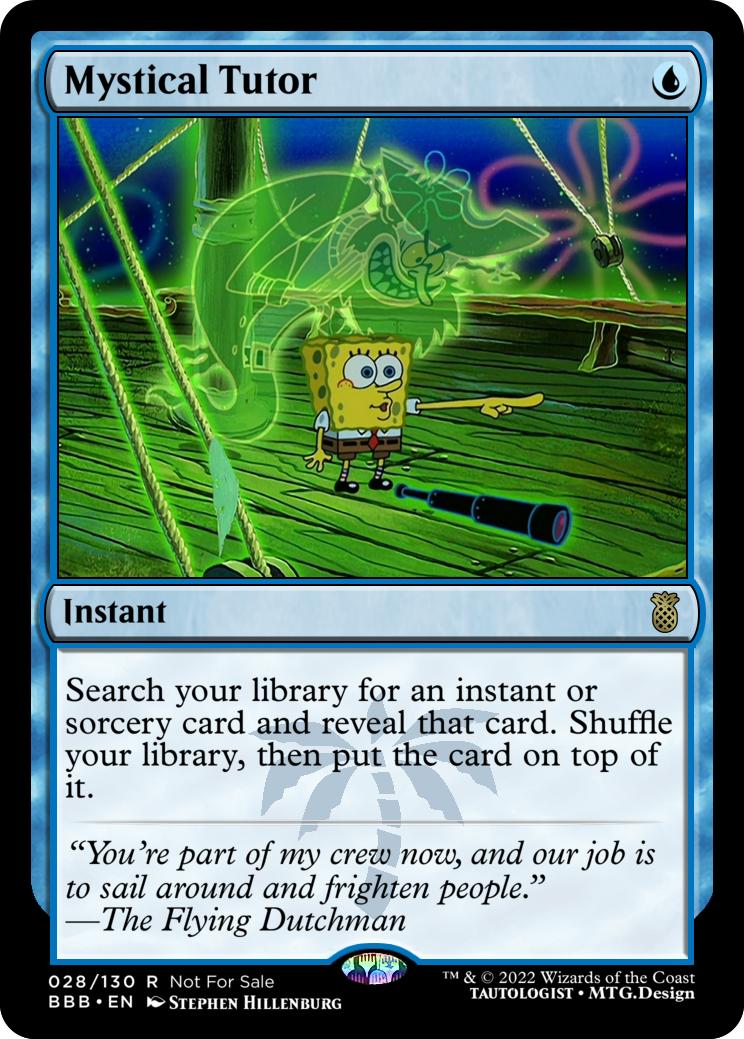 Mystical Tutor
Instant
Search your library for an instant or
sorcery card and reveal that card. Shuffle
your library, then put the card on top of
it.
“You’re part of my crew now, and our job is
to sail around and frighten people.”
—The Flying Dutchman
028/130 R Not For Sale
BBB • EN Stephen Hillenburg
™ & © 2022 Wizards of the Coast
TAUTOLOGIST • MTG.Design